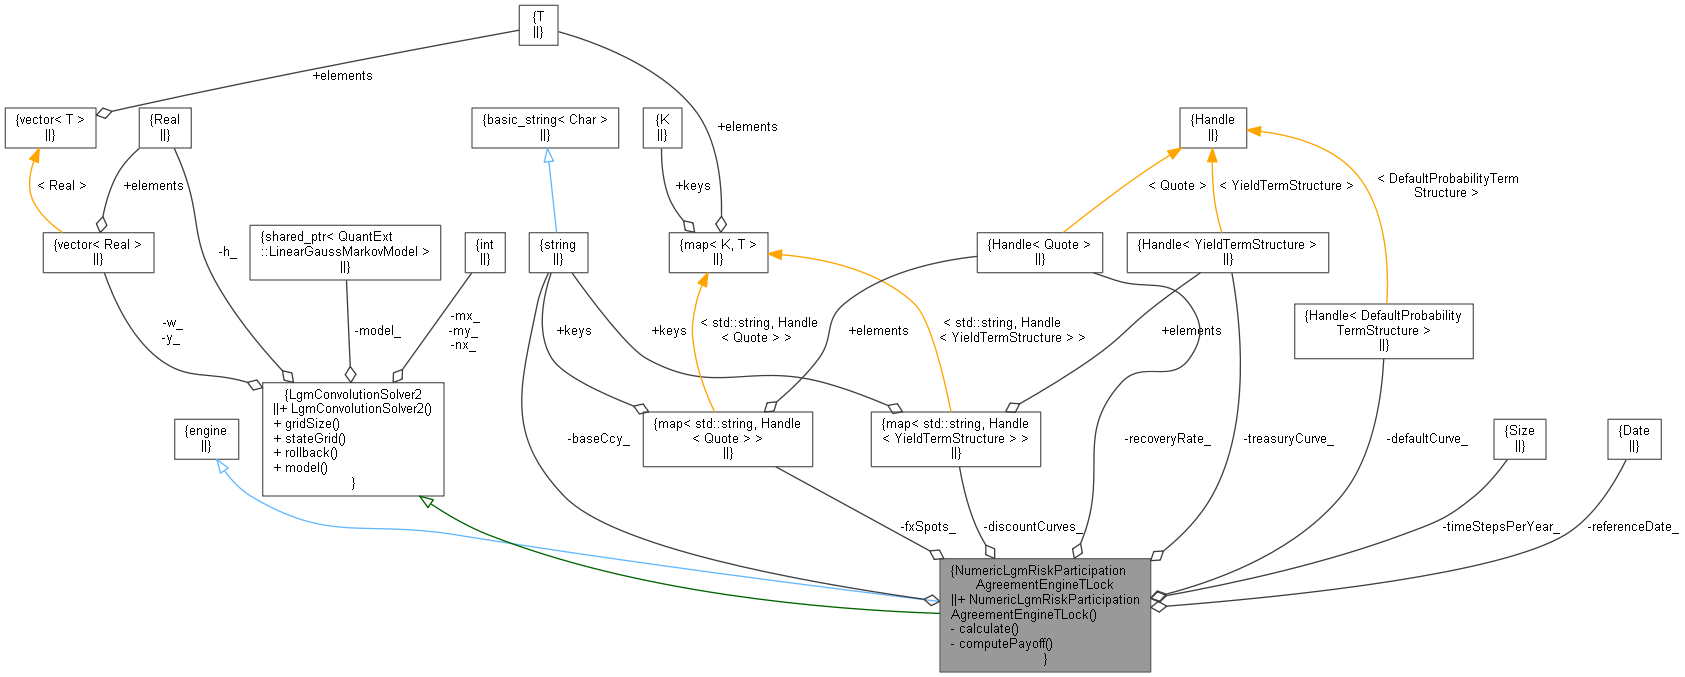 {T
||}
+elements
{vector< T >
||}
{Real
||}
{basic_string< Char >
||}
{K
||}
+elements
{Handle
||}
< Real >
+elements
+keys
< Quote >
< YieldTermStructure >
< DefaultProbabilityTerm
Structure >
{vector< Real >
||}
-h_
{shared_ptr< QuantExt
::LinearGaussMarkovModel >
||}
{int
||}
{string
||}
{map< K, T >
||}
{Handle< Quote >
||}
{Handle< YieldTermStructure >
||}
{Handle< DefaultProbability
TermStructure >
||}
-w_
-y_
-model_
-mx_
-my_
-nx_
+keys
+keys
< std::string, Handle
< Quote > >
+elements
< std::string, Handle
< YieldTermStructure > >
+elements
{LgmConvolutionSolver2
||+ LgmConvolutionSolver2()
+ gridSize()
+ stateGrid()
+ rollback()
+ model()
}
{engine
||}
-baseCcy_
{map< std::string, Handle
< Quote > >
||}
{map< std::string, Handle
< YieldTermStructure > >
||}
-recoveryRate_
-treasuryCurve_
-defaultCurve_
{Size
||}
{Date
||}
-fxSpots_
-discountCurves_
-timeStepsPerYear_
-referenceDate_
{NumericLgmRiskParticipation
AgreementEngineTLock
||+ NumericLgmRiskParticipation
AgreementEngineTLock()
- calculate()
- computePayoff()
}